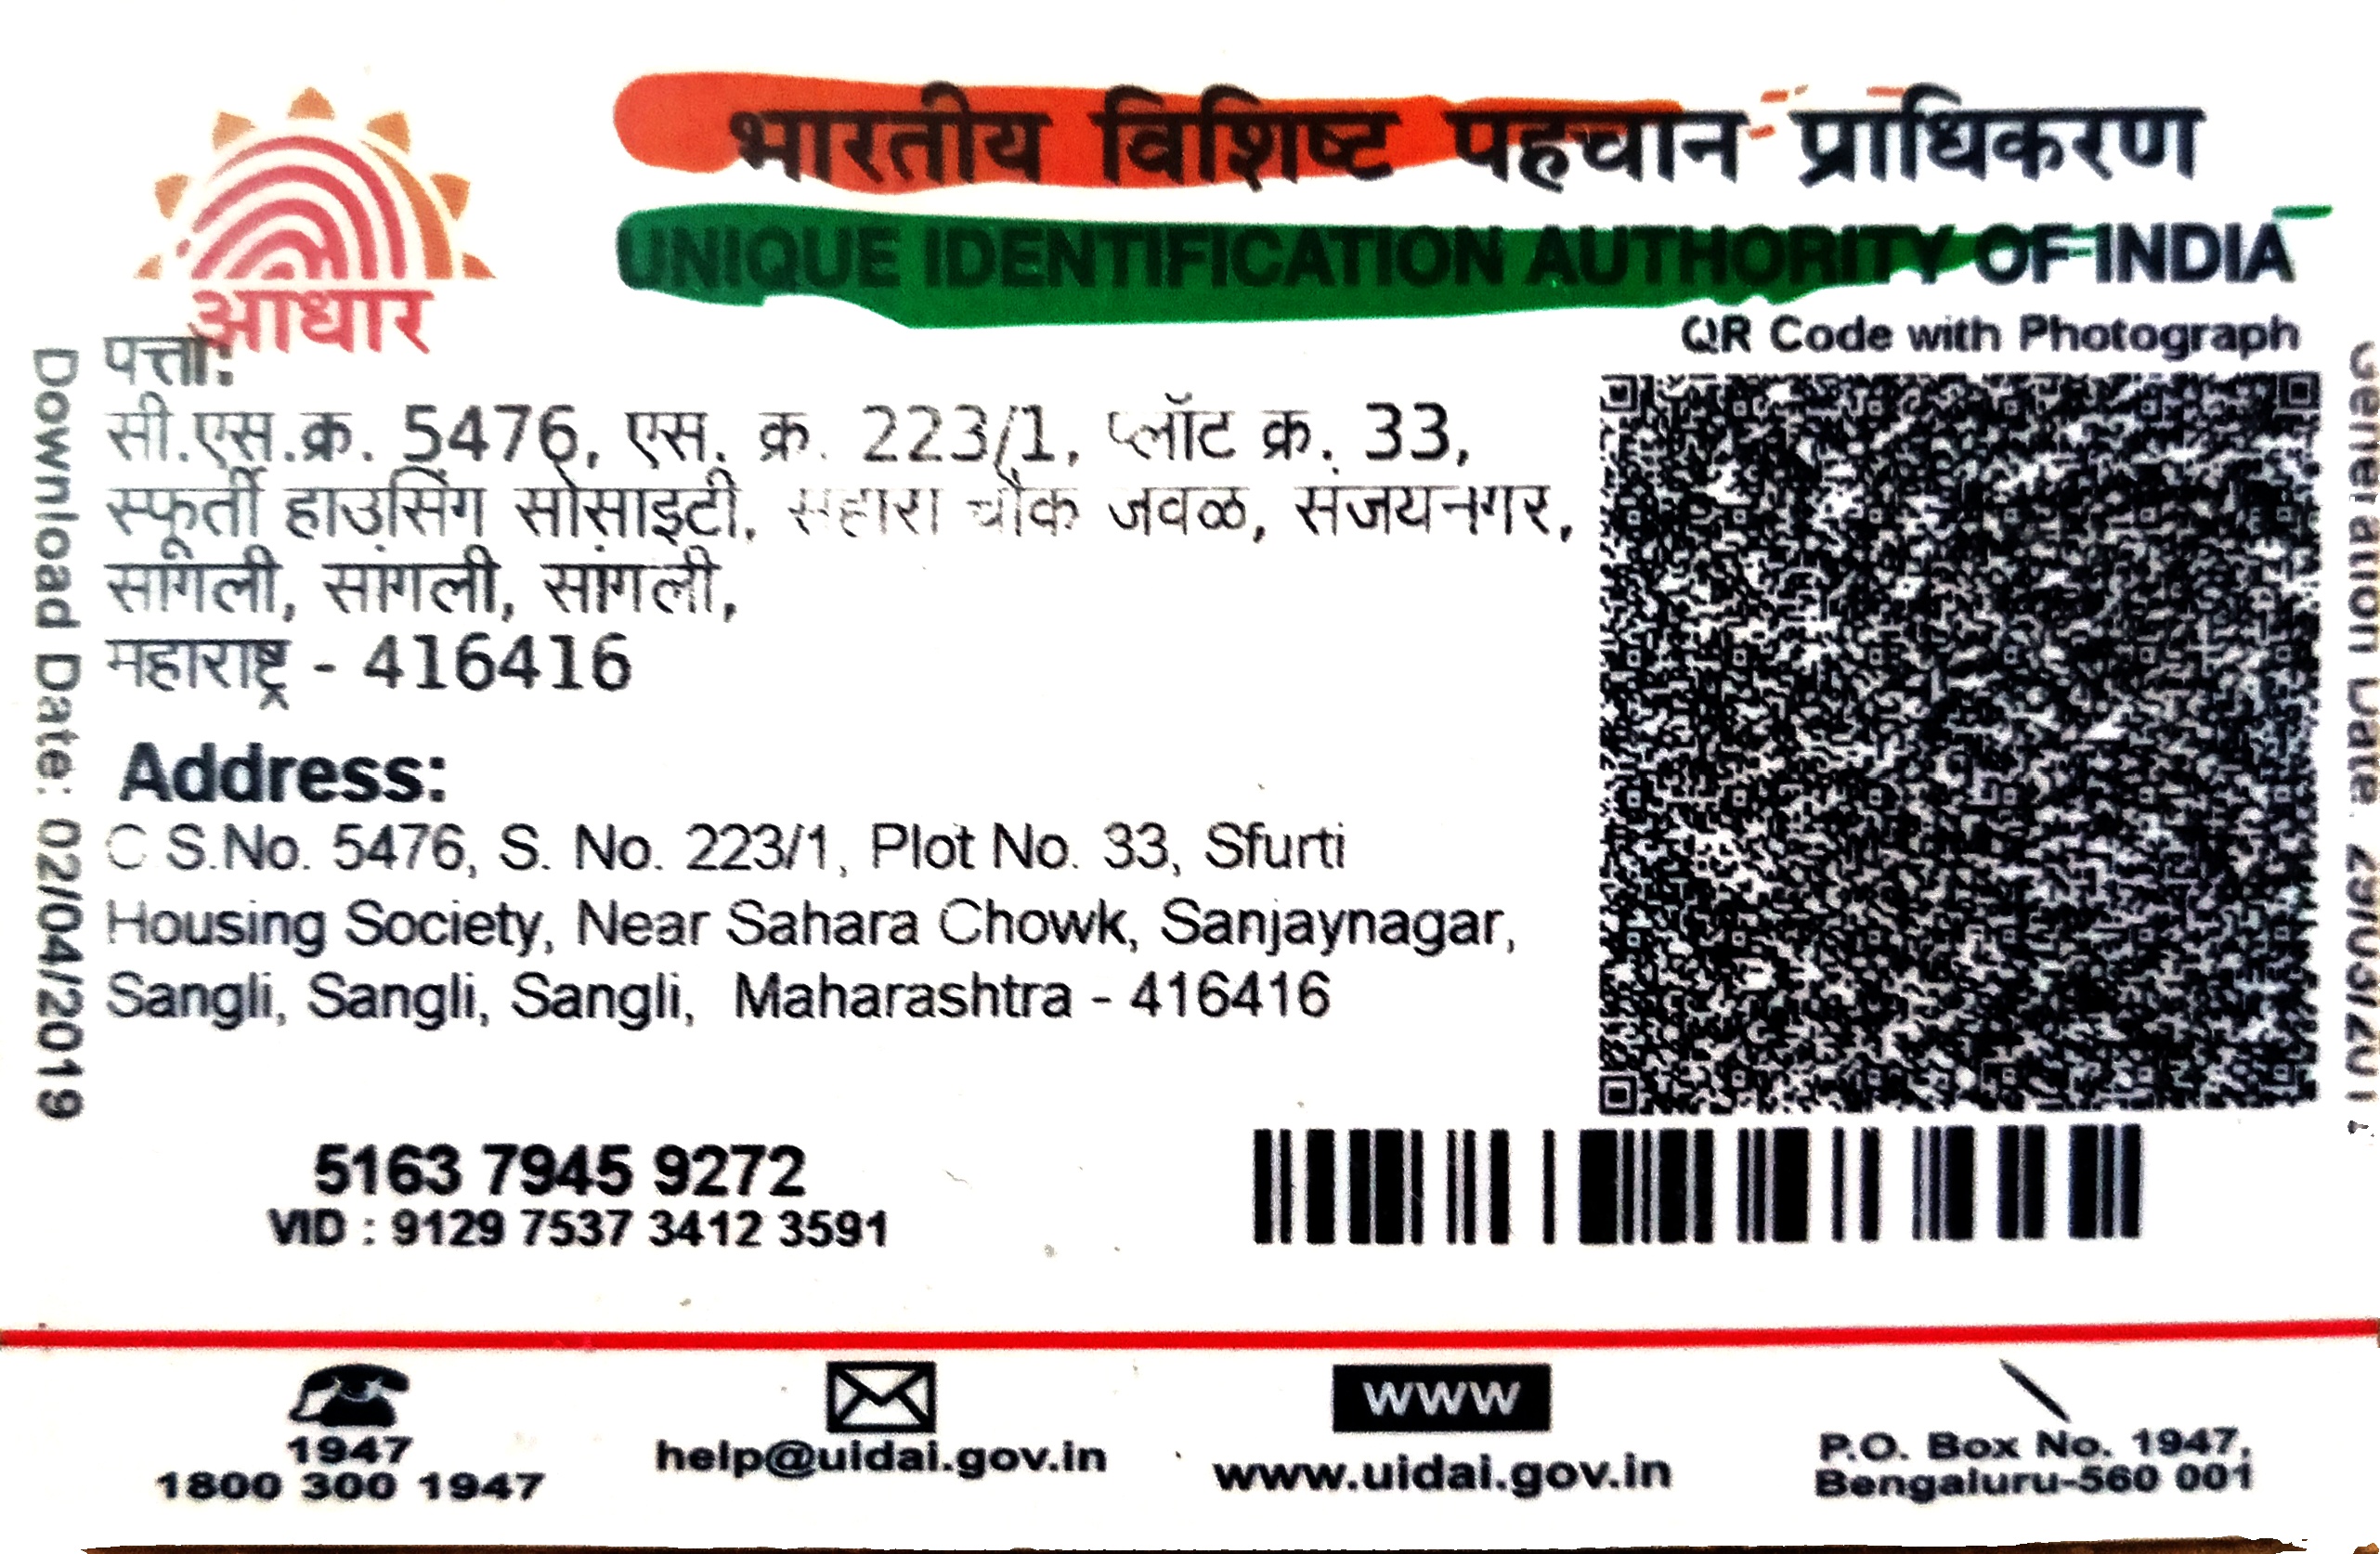 आधार
भारतीय विशिष्ट पहचान प्राधिकरण
UNIQUE IDENTIFICATION AUTHORITY OF INDIA
QR Code with Photograph
Download Date: 02/04/2019
पत्ता:
सी.एस.क्र. 5476, एस. क्र. 223/1, प्लॉट क्र. 33,
स्फूर्ती हाउसिंग सोसाइटी, सहारा चौक जवळ, संजयनगर,
सांगली, सांगली, सांगली,
महाराष्ट्र - 416416
Address:
C S.No. 5476, S. No. 223/1, Plot No. 33, Sfurti
Housing Society, Near Sahara Chowk, Sanjaynagar,
Sangli, Sangli, Sangli, Maharashtra - 416416
Generation Date:
5163 7945 9272
VID : 9129 7537 3412 3591
1947
1800 300 1947
help@uidai.gov.in
www
www.uidai.gov.in
P.O. Box No. 1947,
Bengaluru-560 001